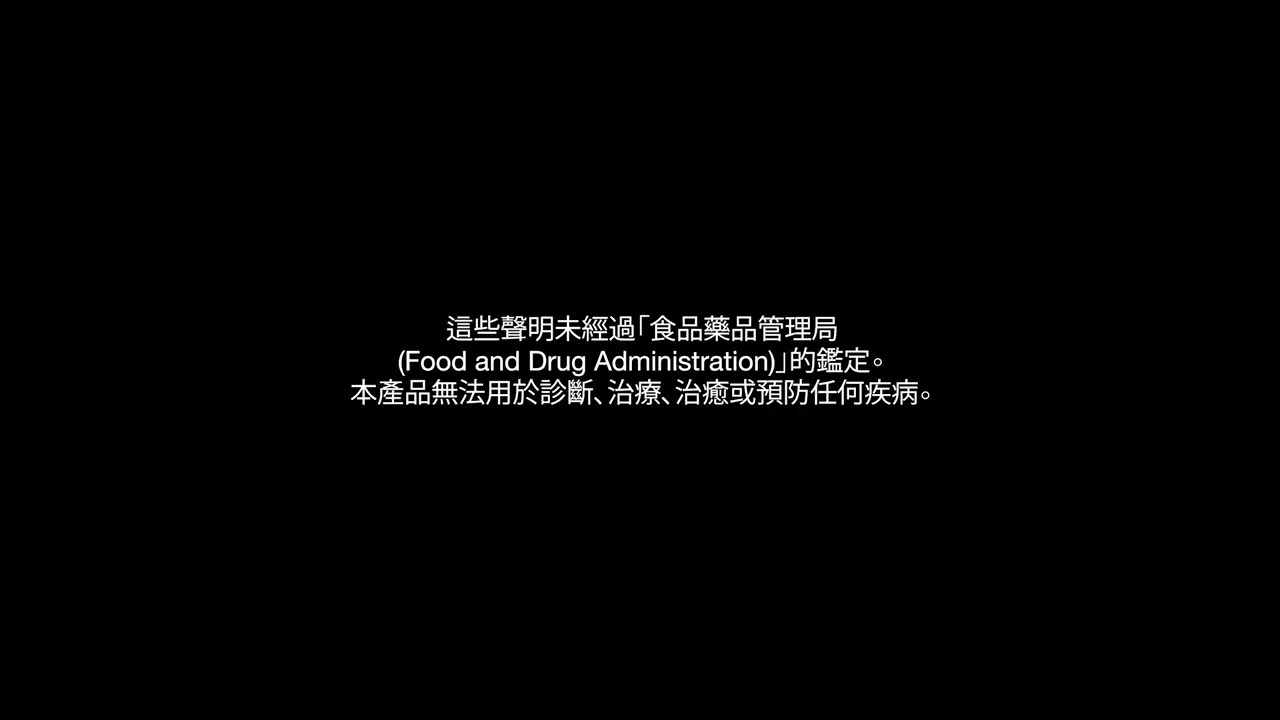 這些聲明未經過「食品藥品管理局
(Food and Drug Administration)」的鑑定。
本產品無法用於診斷、治療、治癒或預防任何疾病。